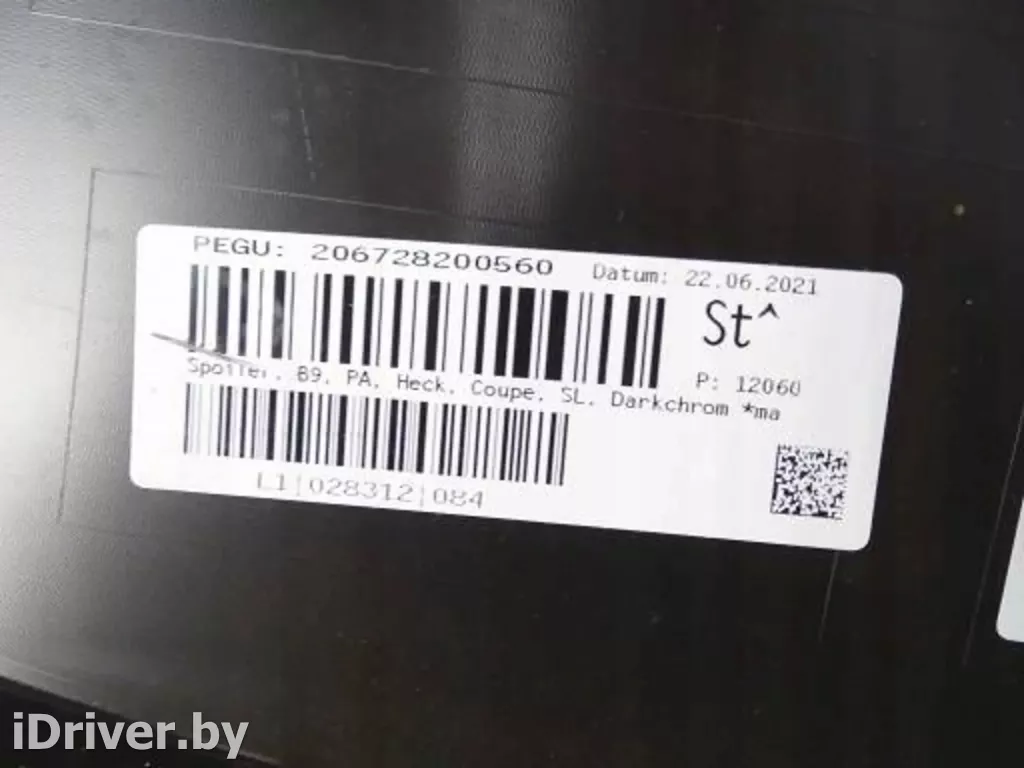 PEGU: 206728200560 Datum: 22.06.2021
St^
P: 12060
Spoiler, B9, PA, Heck, Coupe, SL, Darkchrom *ma
L1|028312|084
iDriver.by